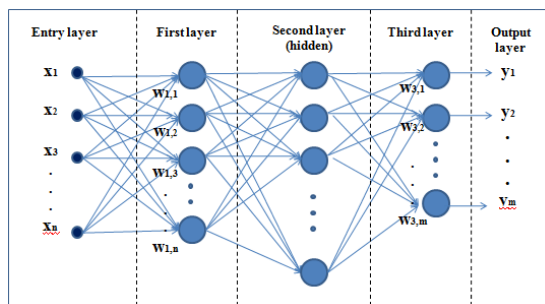 Entry layer
First layer
Second layer
(hidden)
Third layer
Output
layer
x1
x2
x3
.
.
.
xn
w1,1
w1,2
w1,3
w1,n
w3,1
w3,2
w3,m
y1
y2
.
.
.
ym